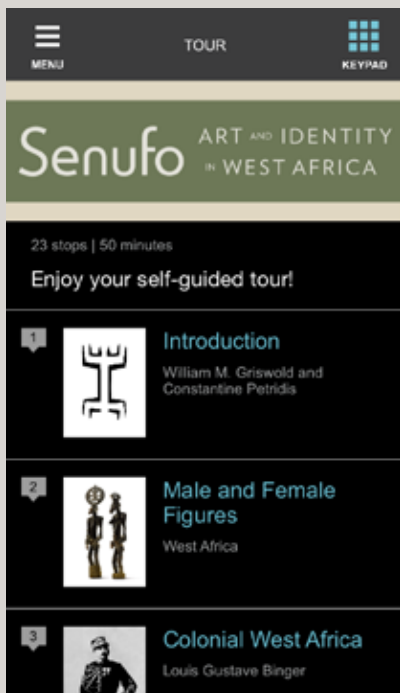 TOUR
MENU
KEYPAD
Senufo ART AND IDENTITY
IN WEST AFRICA
23 stops | 50 minutes
Enjoy your self-guided tour!
1
Introduction
William M. Griswold and
Constantine Petridis
2
Male and Female
Figures
West Africa
3
Colonial West Africa
Louis Gustave Binger